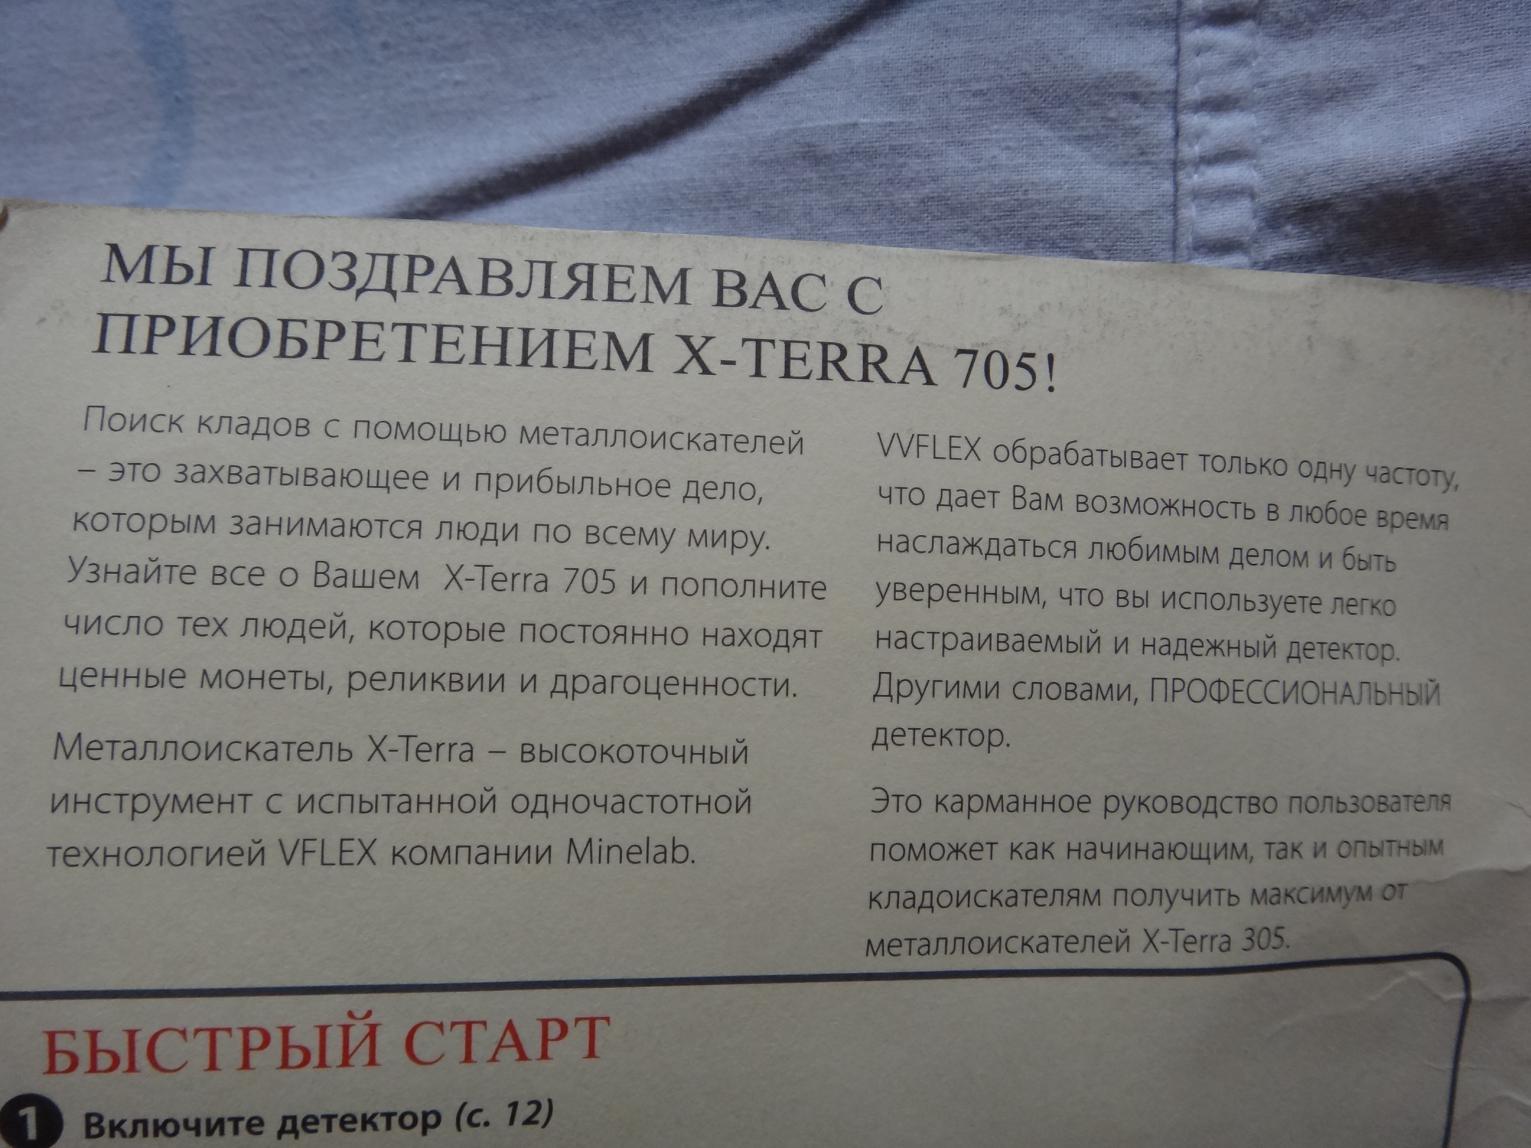 МЫ ПОЗДРАВЛЯЕМ ВАС С
ПРИОБРЕТЕНИЕМ X-TERRA 705!
Поиск кладов с помощью металлоискателей
– это захватывающее и прибыльное дело,
которым занимаются люди по всему миру.
Узнайте все о Вашем X-Terra 705 и пополните
число тех людей, которые постоянно находят
ценные монеты, реликвии и драгоценности.
Металлоискатель X-Terra – высокоточный
инструмент с испытанной одночастотной
технологией VFLEX компании Minelab.
VVFLEX обрабатывает только одну частоту,
что дает Вам возможность в любое время
наслаждаться любимым делом и быть
уверенным, что вы используете легко
настраиваемый и надежный детектор.
Другими словами, ПРОФЕССИОНАЛЬНЫЙ
детектор.
Это карманное руководство пользователя
поможет как начинающим, так и опытным
кладоискателям получить максимум от
металлоискателей X-Terra 305.
БЫСТРЫЙ СТАРТ
1 Включите детектор (с. 12)